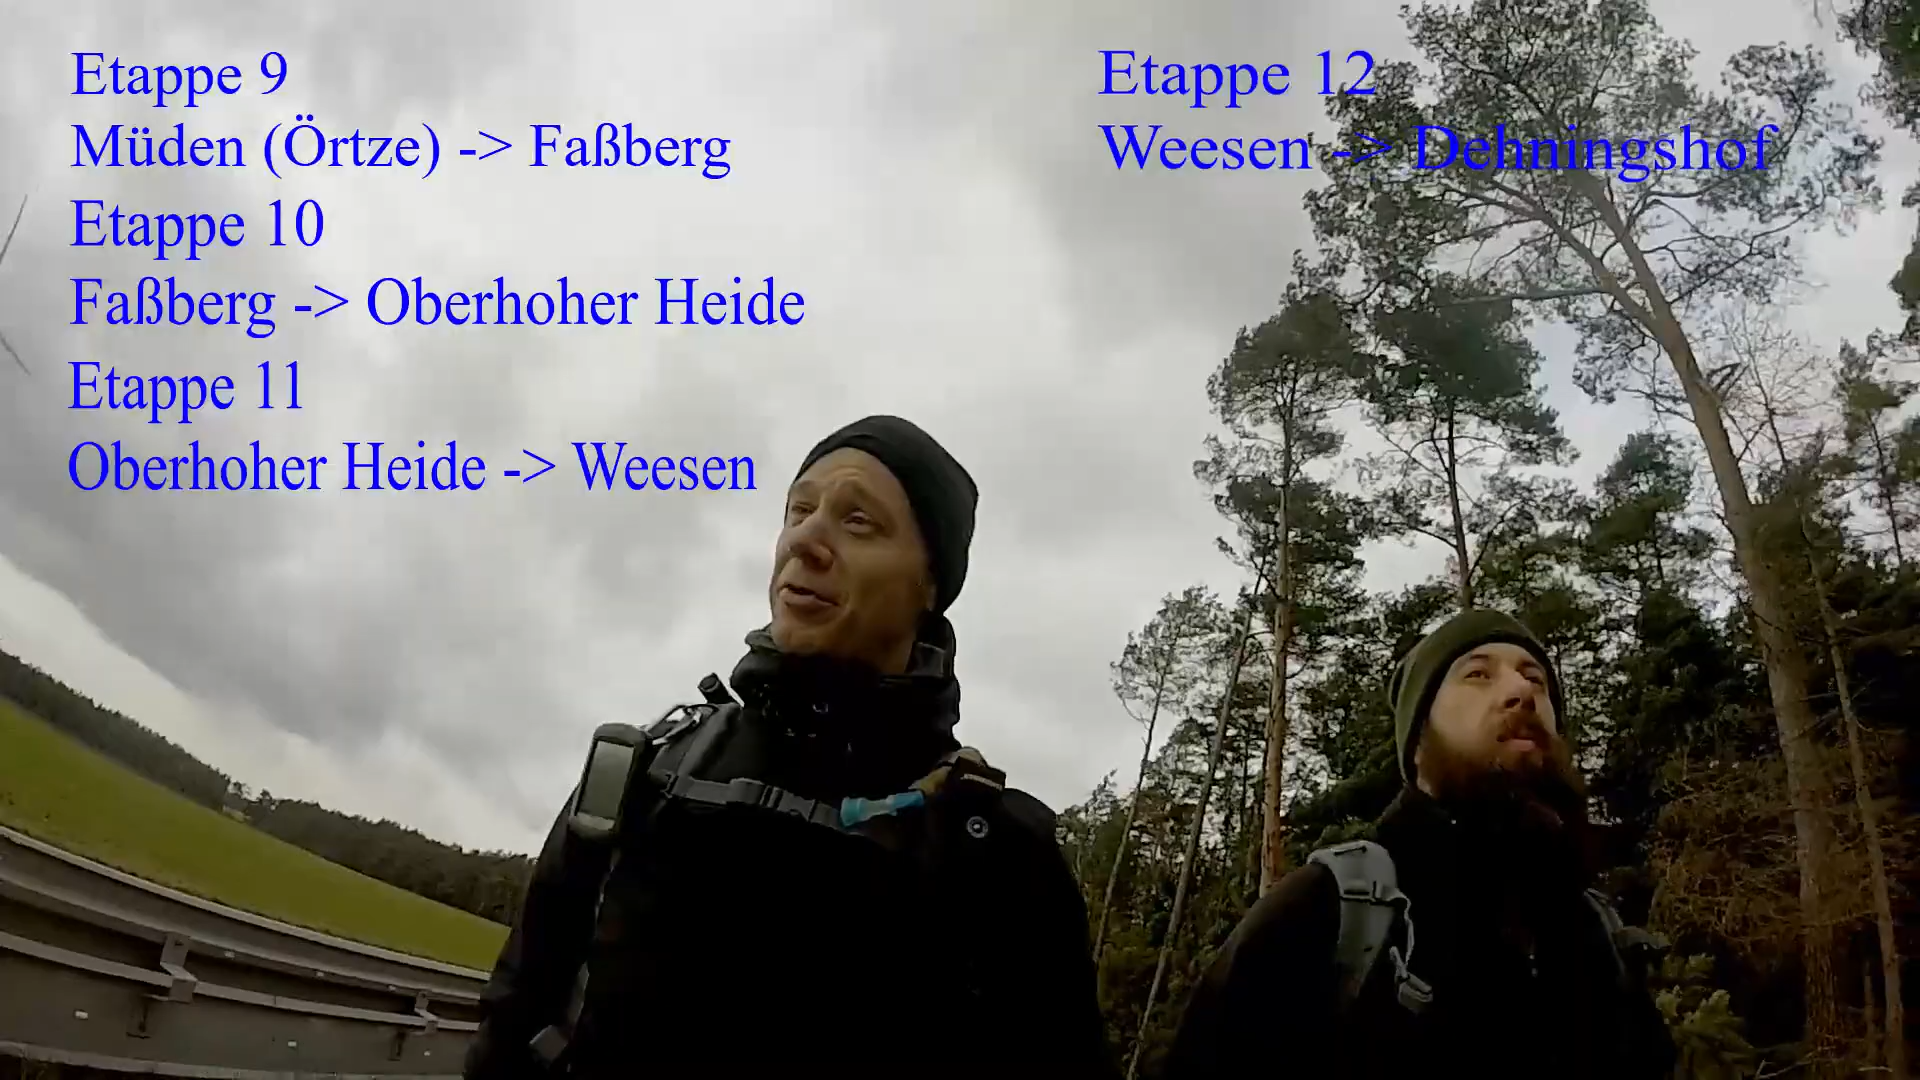 Etappe 9
Müden (Örtze) -> Faßberg
Etappe 10
Faßberg -> Oberhoher Heide
Etappe 11
Oberhoher Heide -> Weesen
Etappe 12
Weesen -> Dehningshof